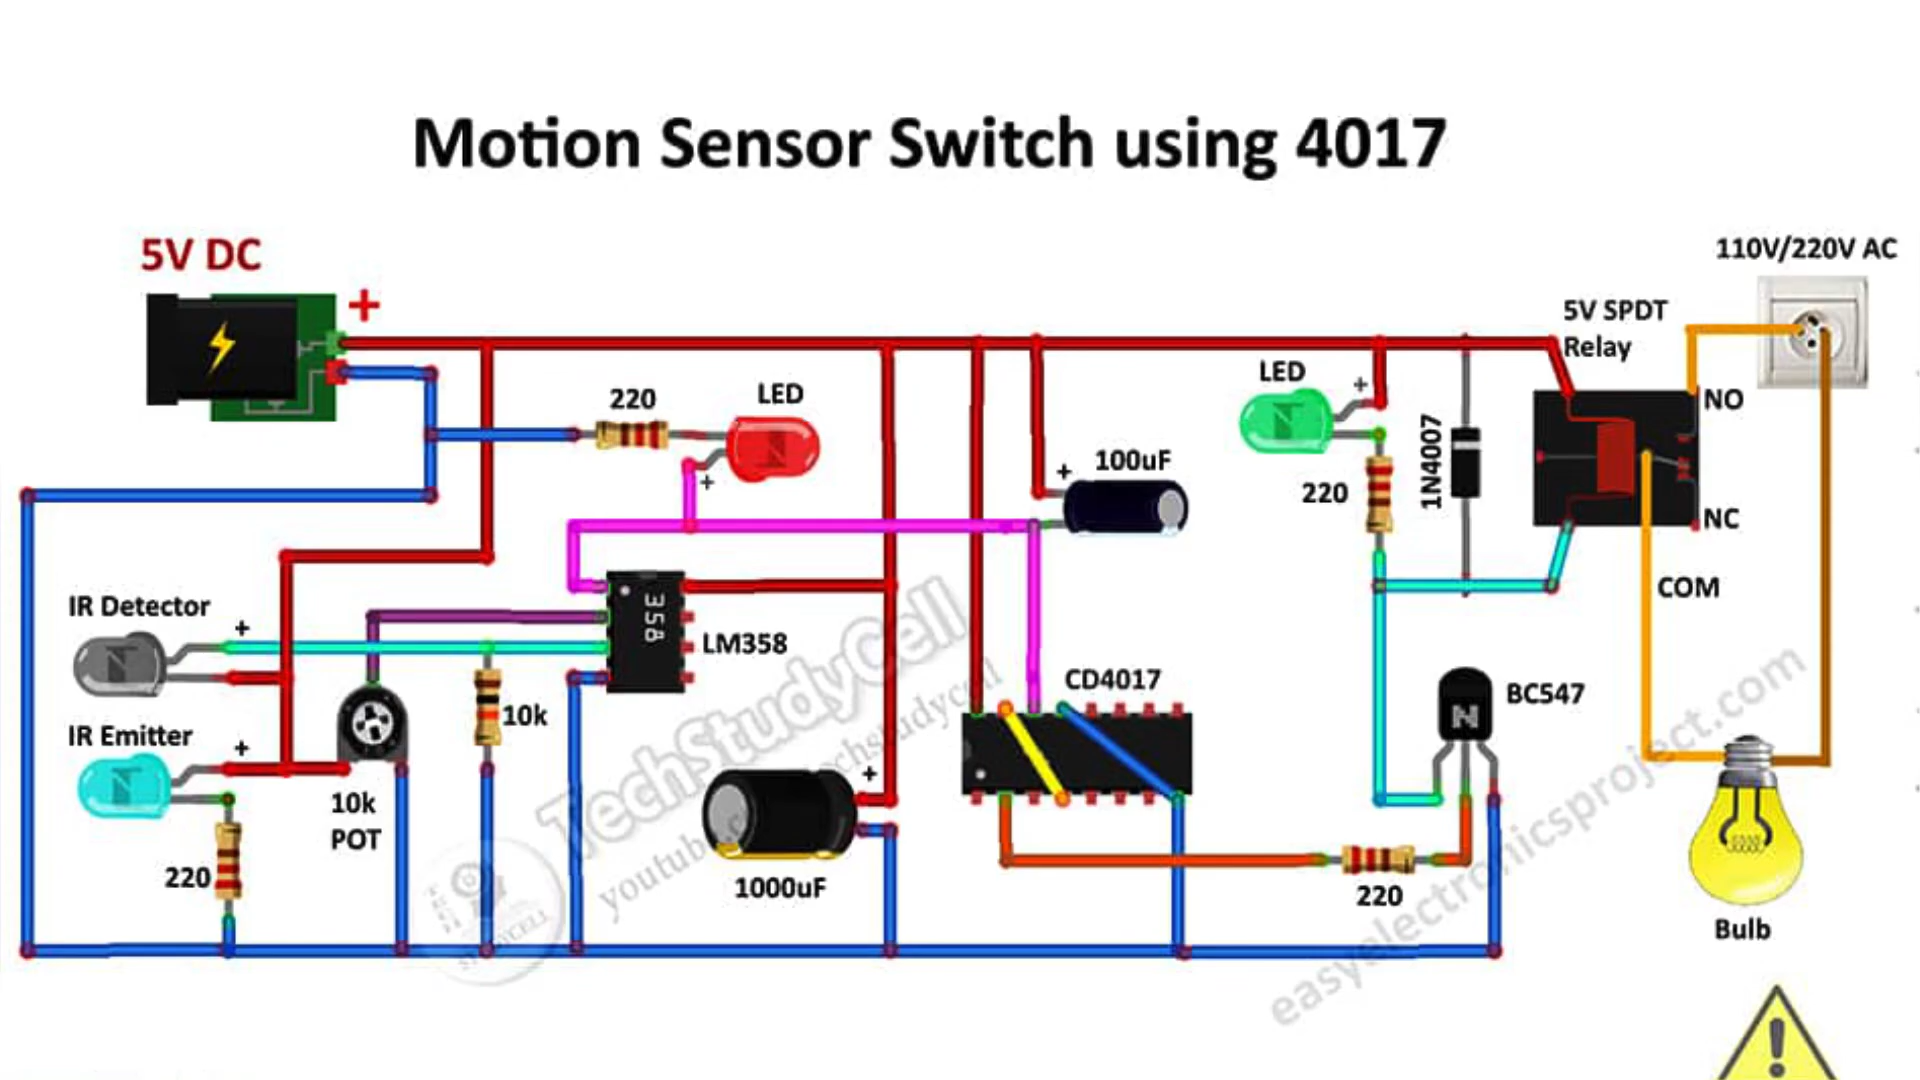 Motion Sensor Switch using 4017
5V DC
+
110V/220V AC
5V SPDT
Relay
LED
+
NO
220
LED
+
1N4007
100uF
+
220
NC
IR Detector
+
358
LM358
COM
CD4017
BC547
10k
IR Emitter
+
10k
POT
+
220
1000uF
220
Bulb
TechStudyCell
easyelectronicsproject.com